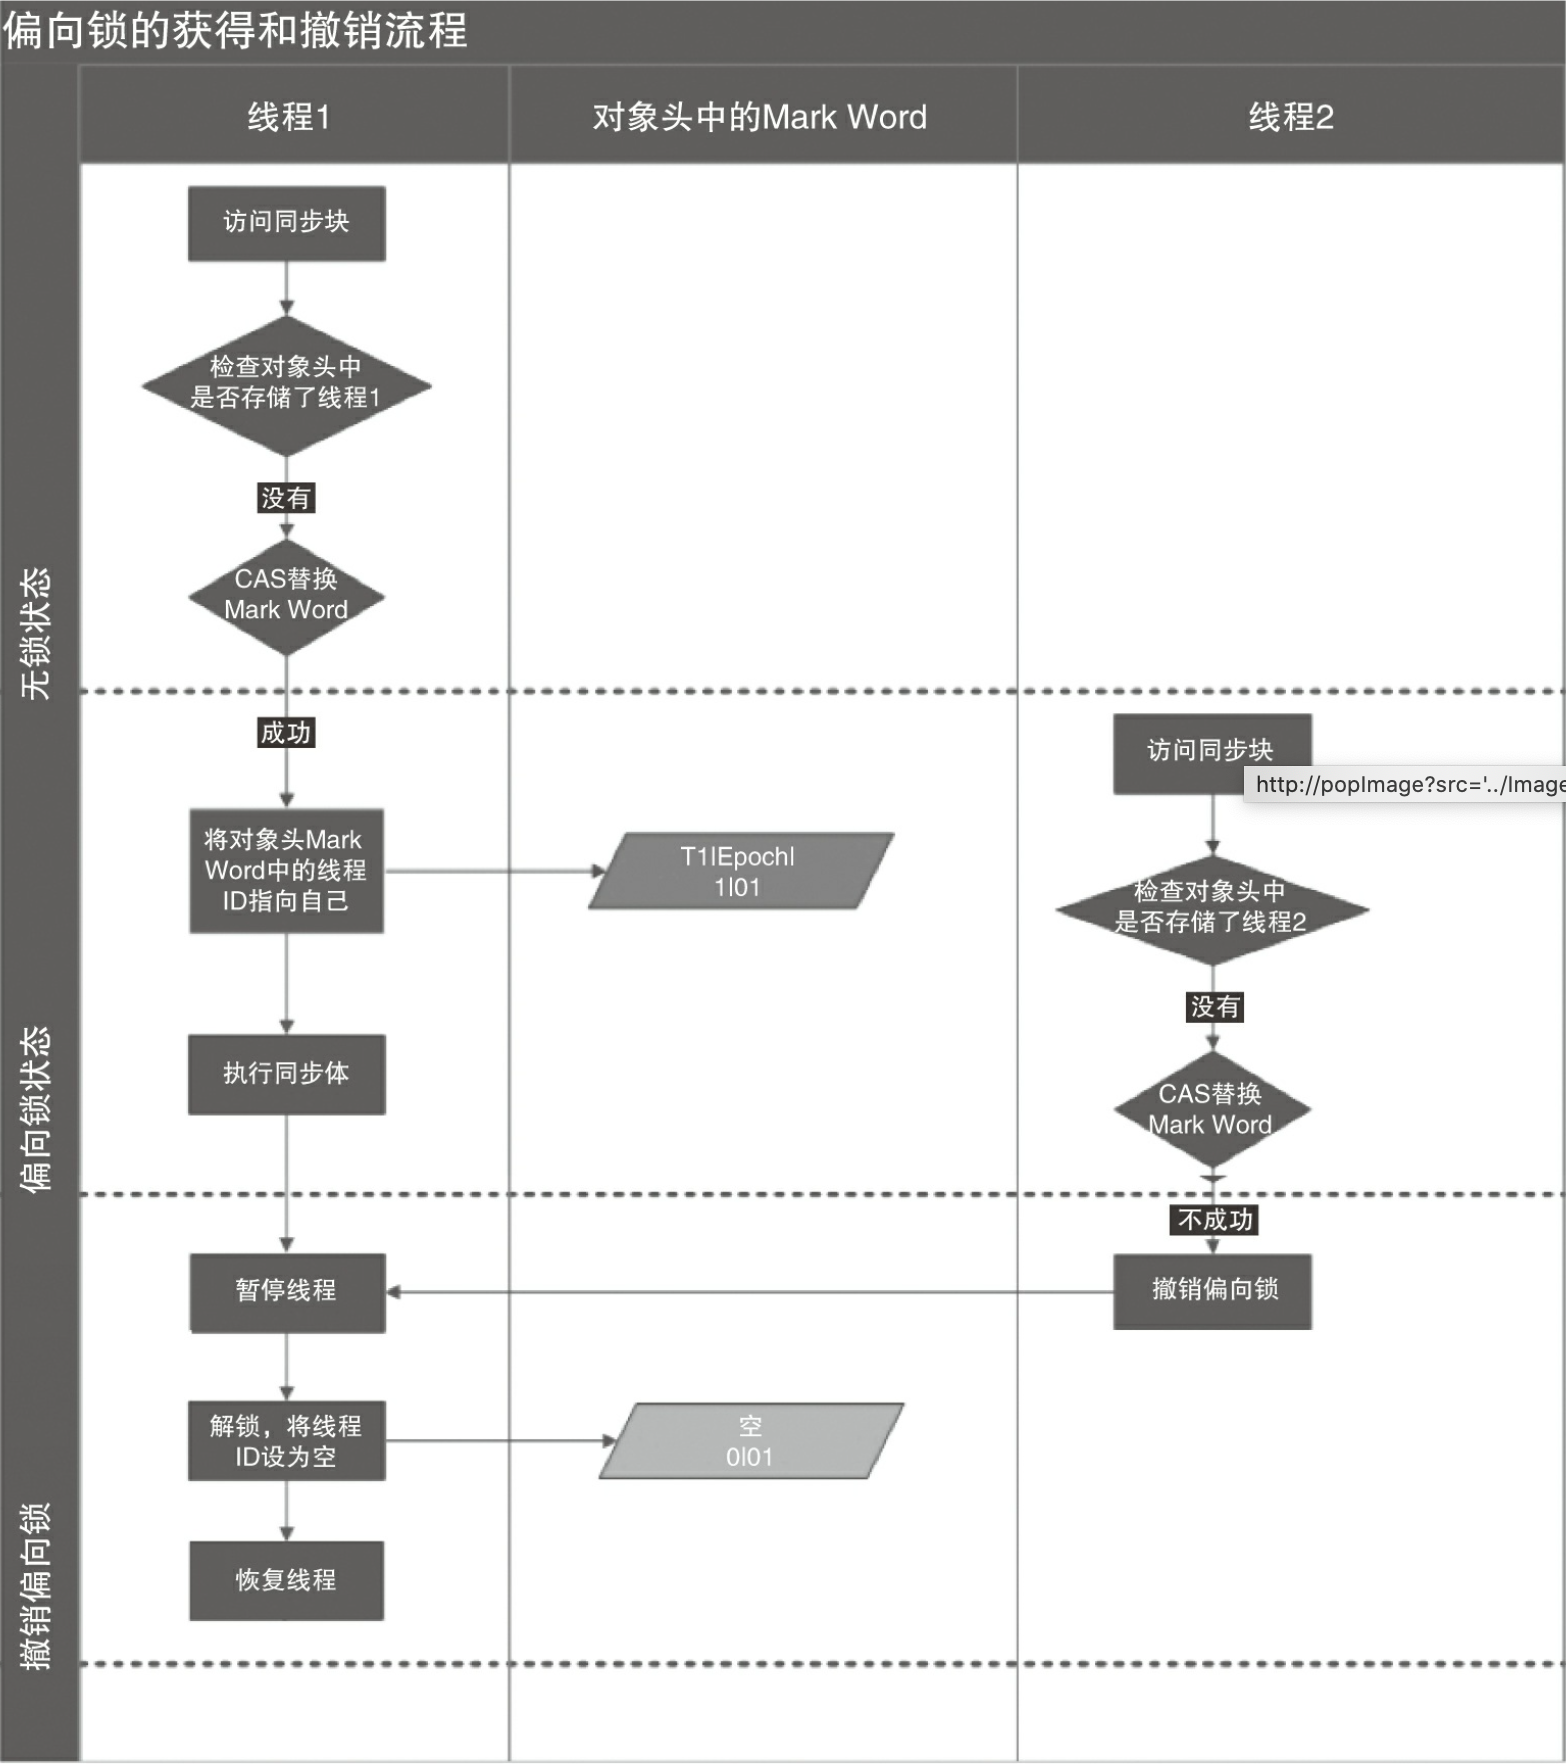 偏向锁的获得和撤销流程
线程1
对象头中的Mark Word
线程2
无锁状态
访问同步块
检查对象头中
是否存储了线程1
没有
CAS替换
Mark Word
偏向锁状态
成功
将对象头Mark
Word中的线程
ID指向自己
T1|Epoch|
1|01
执行同步体
访问同步块
http://popImage?src='../Image
检查对象头中
是否存储了线程2
没有
CAS替换
Mark Word
撤销偏向锁
不成功
撤销偏向锁
暂停线程
解锁，将线程
ID设为空
空
0|01
恢复线程